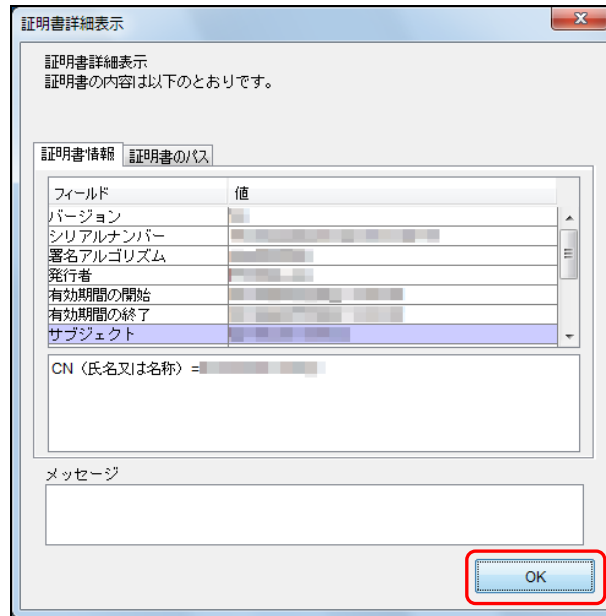 証明書詳細表示
証明書詳細表示
証明書の内容は以下のとおりです。
証明書情報 証明書のパス
フィールド 値
バージョン
シリアルナンバー
署名アルゴリズム
発行者
有効期間の開始
有効期間の終了
サブジェクト
CN（氏名又は名称）=
メッセージ
OK